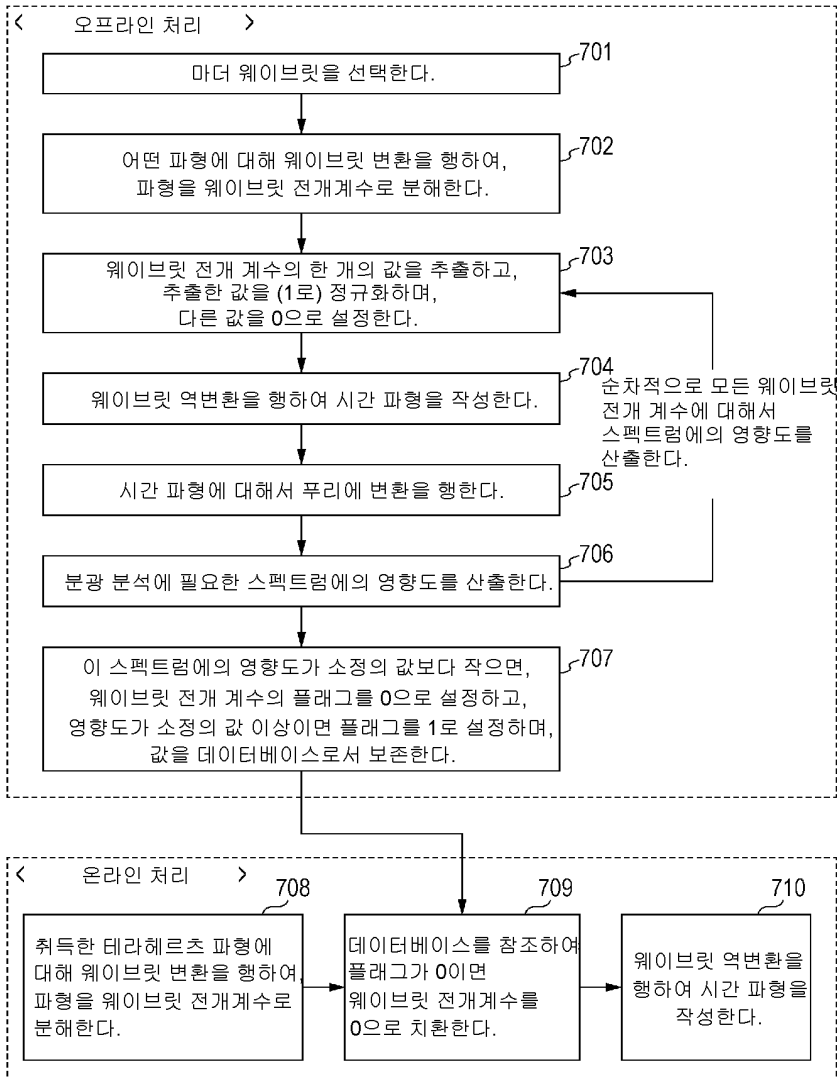 < 오프라인 처리 >
701
마더 웨이브릿을 선택한다.
702
어떤 파형에 대해 웨이브릿 변환을 행하여,
파형을 웨이브릿 전개계수로 분해한다.
703
웨이브릿 전개 계수의 한 개의 값을 추출하고,
추출한 값을 (1로) 정규화하며,
다른 값을 0으로 설정한다.
704
웨이브릿 역변환을 행하여 시간 파형을 작성한다.
순차적으로 모든 웨이브릿
전개 계수에 대해서
스펙트럼에의 영향도를
산출한다.
705
시간 파형에 대해서 푸리에 변환을 행한다.
706
분광 분석에 필요한 스펙트럼에의 영향도를 산출한다.
707
이 스펙트럼에의 영향도가 소정의 값보다 작으면,
웨이브릿 전개 계수의 플래그를 0으로 설정하고,
영향도가 소정의 값 이상이면 플래그를 1로 설정하며,
값을 데이터베이스로서 보존한다.
< 온라인 처리 >
708
취득한 테라헤르츠 파형에
대해 웨이브릿 변환을 행하여,
파형을 웨이브릿 전개계수로
분해한다.
709
데이터베이스를 참조하여
플래그가 0이면
웨이브릿 전개계수를
0으로 치환한다.
710
웨이브릿 역변환을
행하여 시간 파형을
작성한다.